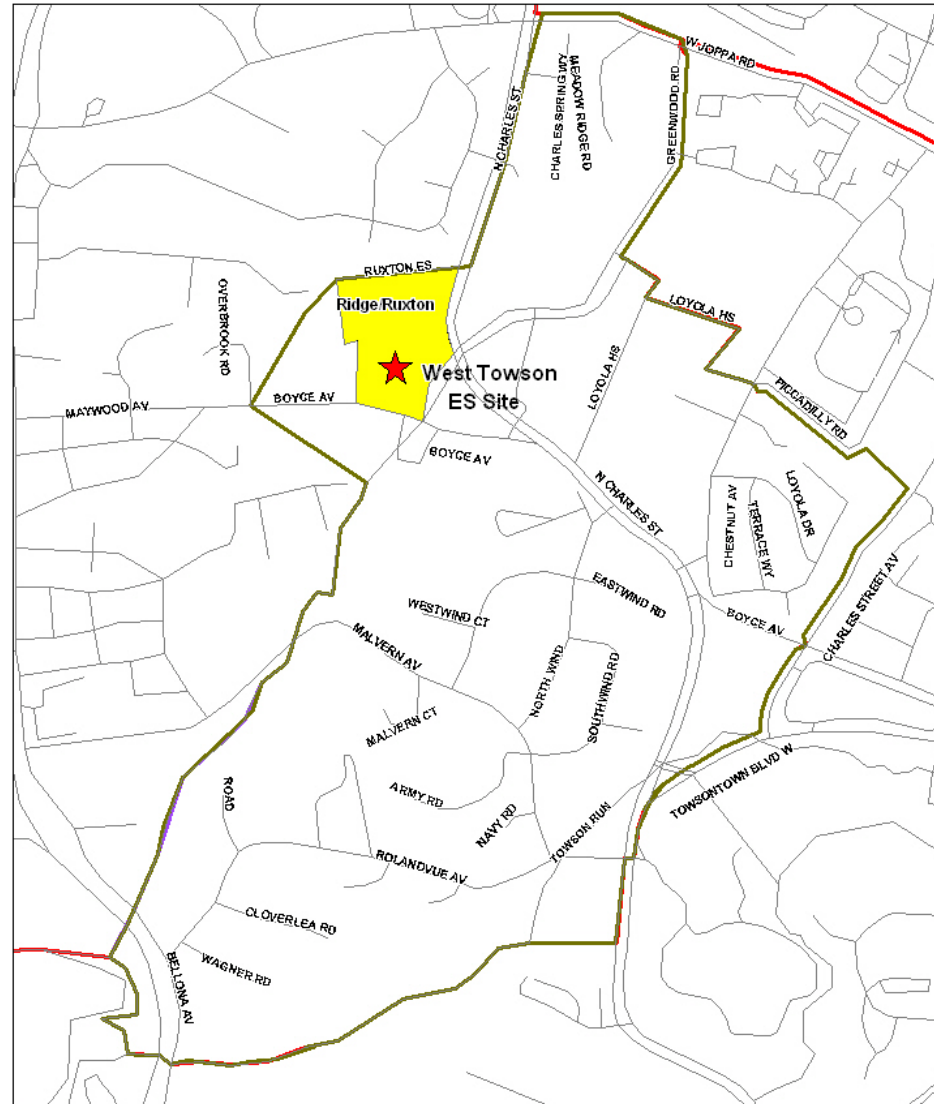 W JOPPA RD
MEADOW RIDGE RD
CHARLES SPRING WY
N CHARLES ST
GREENWOOD RD
RUXTON ES
Ridge/Ruxton
OVERBROOK RD
LOYOLA HS
LOYOLA HS
West Towson
ES Site
MAYWOOD AV
BOYCE AV
PICCADILLY RD
BOYCE AV
N CHARLES ST
CHESTNUT AV
TERRACE WY
LOYOLA DR
EASTWIND RD
WESTWIND CT
BOYCE AV
CHARLES STREET AV
MALVERN AV
NORTH WIND
SOUTHWIND RD
MALVERN CT
TOWSONTOWN BLVD W
ROAD
ARMY RD
NAVY RD
TOWSON RUN
ROLANDVUE AV
CLOVERLEA RD
WAGNER RD
BELLONA AV